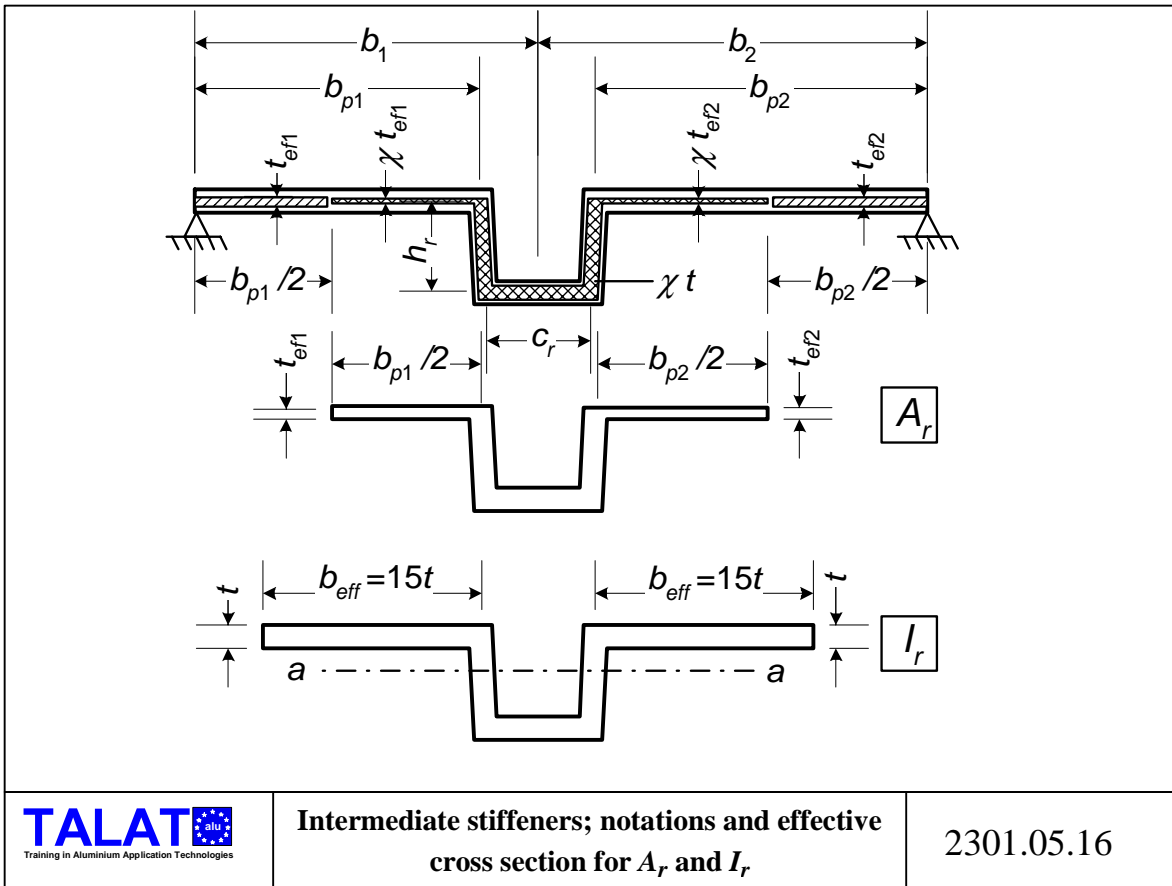 b1 b2
bp1 bp2
tef1 χ tef1 χ tef2 tef2
hr
bp1 /2 χ t bp2 /2
cr
tef1 bp1 /2 bp2 /2 tef2
Ar
t beff =15t beff =15t t
Ir
a a
TALAT alu
Training in Aluminium Application Technologies
Intermediate stiffeners; notations and effective
cross section for Ar and Ir
2301.05.16